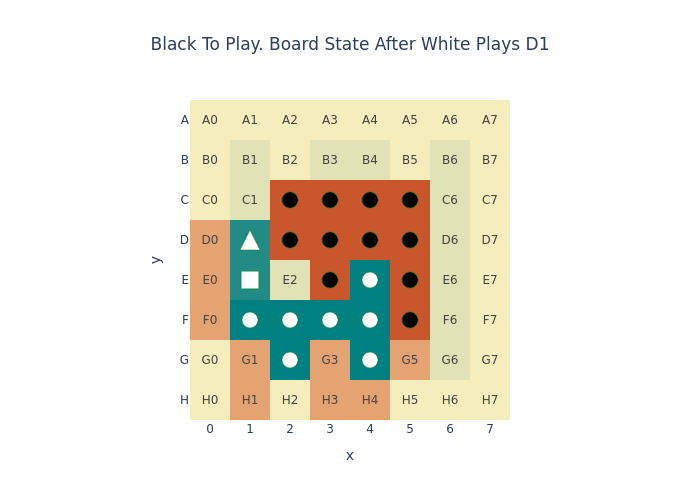 Black To Play. Board State After White Plays D1
A A0 A1 A2 A3 A4 A5 A6 A7
B B0 B1 B2 B3 B4 B5 B6 B7
C C0 C1 C6 C7
D D0 D6 D7
E E0 E2 E6 E7
F F0 F6 F7
G G0 G1 G3 G5 G6 G7
H H0 H1 H2 H3 H4 H5 H6 H7
0 1 2 3 4 5 6 7
x
y